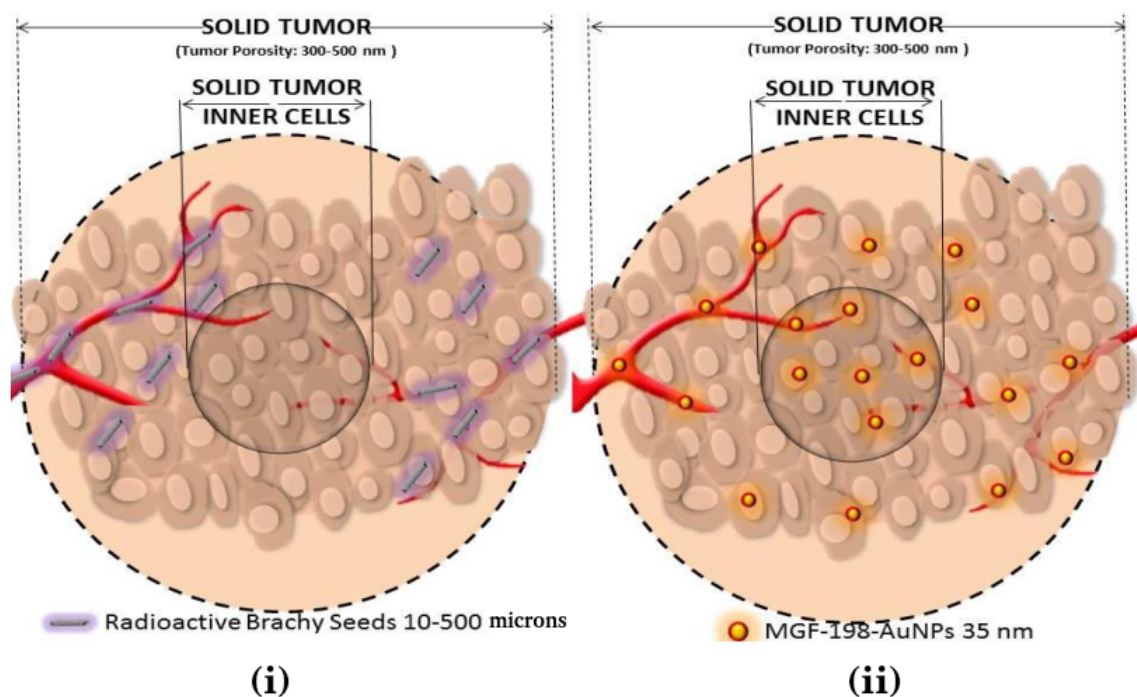 SOLID TUMOR
(Tumor Porosity: 300-500 nm )
SOLID TUMOR
INNER CELLS
Radioactive Brachy Seeds 10-500 microns
(i)
SOLID TUMOR
(Tumor Porosity: 300-500 nm )
SOLID TUMOR
INNER CELLS
MGF-198-AuNPs 35 nm
(ii)